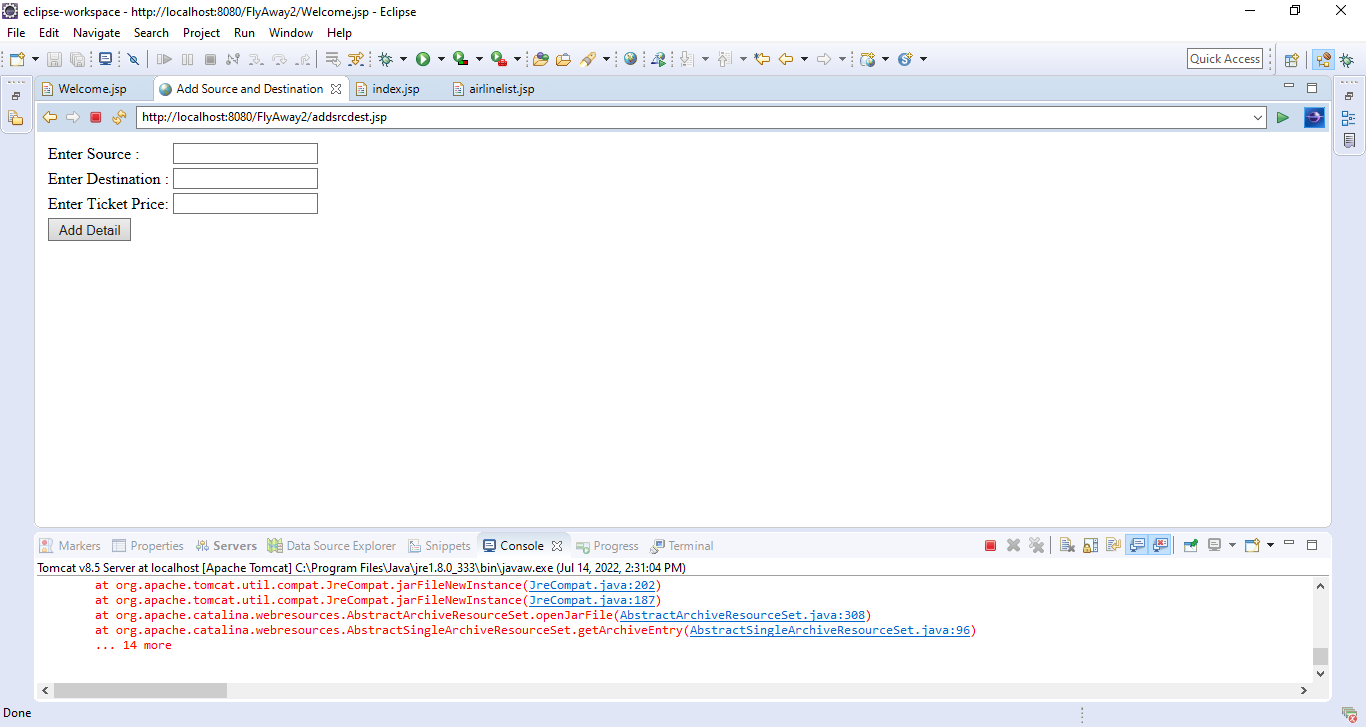 eclipse-workspace - http://localhost:8080/FlyAway2/Welcome.jsp - Eclipse
File Edit Navigate Search Project Run Window Help
Quick Access
Welcome.jsp Add Source and Destination index.jsp airlinelist.jsp
http://localhost:8080/FlyAway2/addsrcdest.jsp
Enter Source :
Enter Destination :
Enter Ticket Price:
Add Detail
Markers Properties Servers Data Source Explorer Snippets Console Progress Terminal
Tomcat v8.5 Server at localhost [Apache Tomcat] C:\Program Files\Java\jre1.8.0_333\bin\javaw.exe (Jul 14, 2022, 2:31:04 PM)
at org.apache.tomcat.util.compat.JreCompat.jarFileNewInstance(JreCompat.java:202)
at org.apache.tomcat.util.compat.JreCompat.jarFileNewInstance(JreCompat.java:187)
at org.apache.catalina.webresources.AbstractArchiveResourceSet.openJarFile(AbstractArchiveResourceSet.java:308)
at org.apache.catalina.webresources.AbstractSingleArchiveResourceSet.getArchiveEntry(AbstractSingleArchiveResourceSet.java:96)
... 14 more
Done